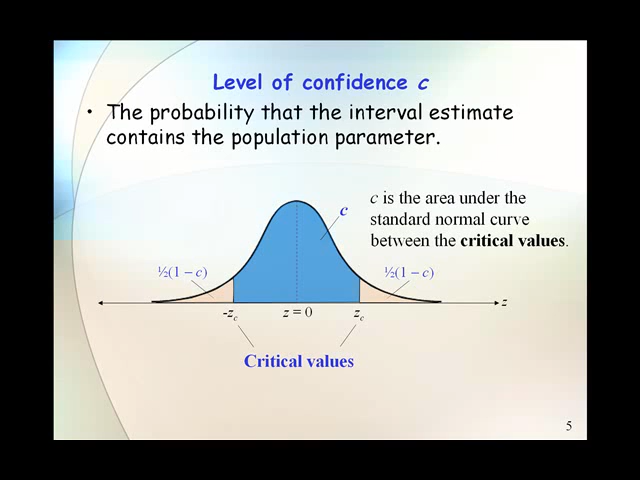 Level of confidence c
• The probability that the interval estimate
contains the population parameter.
c is the area under the
standard normal curve
between the critical values.
c
½(1 – c)
½(1 – c)
z
-zc
z = 0
zc
Critical values
5